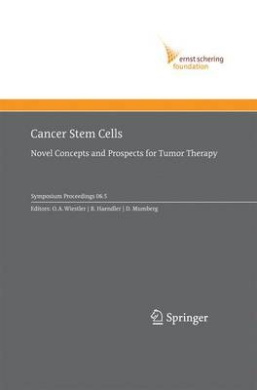 ernst schering
foundation
Cancer Stem Cells
Novel Concepts and Prospects for Tumor Therapy
Symposium Proceedings 06.5
Editors: O.A. Wiestler | B. Haendler | D. Mumberg
Springer